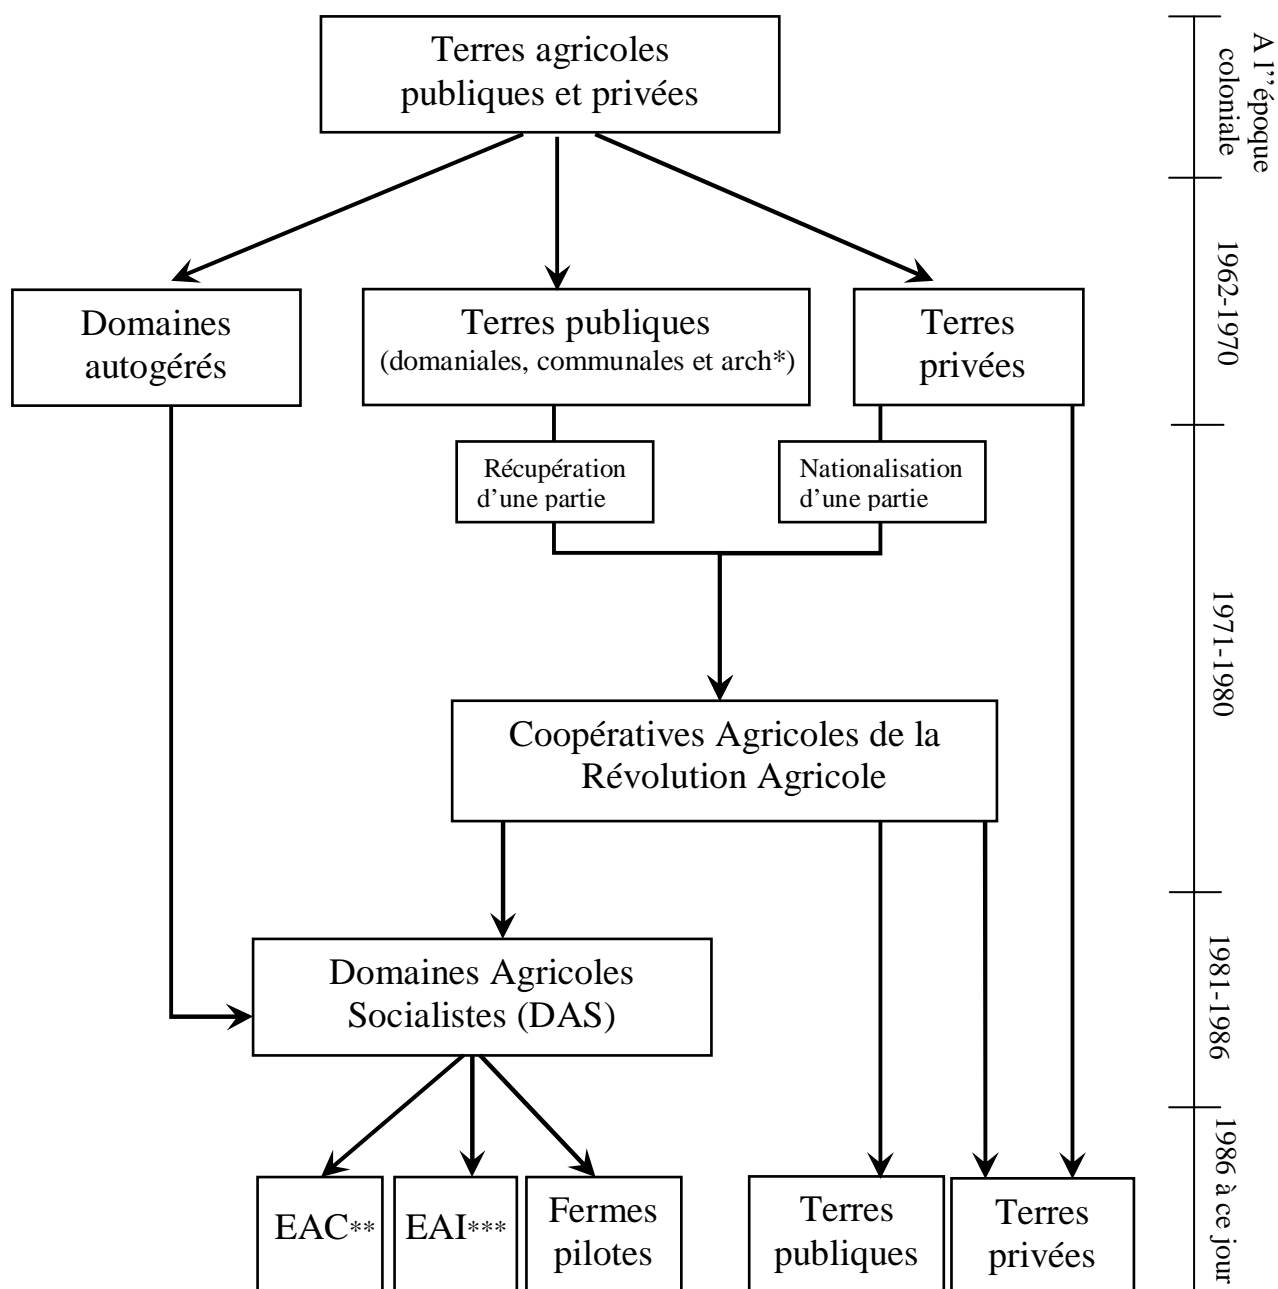 Terres agricoles
publiques et privées
A l’’époque
coloniale
1962-1970
Domaines
autogérés
Terres publiques
(domaniales, communales et arch*)
Terres
privées
Récupération
d’une partie
Nationalisation
d’une partie
1971-1980
Coopératives Agricoles de la
Révolution Agricole
1981-1986
Domaines Agricoles
Socialistes (DAS)
1986 à ce jour
EAC**
EAI***
Fermes
pilotes
Terres
publiques
Terres
privées